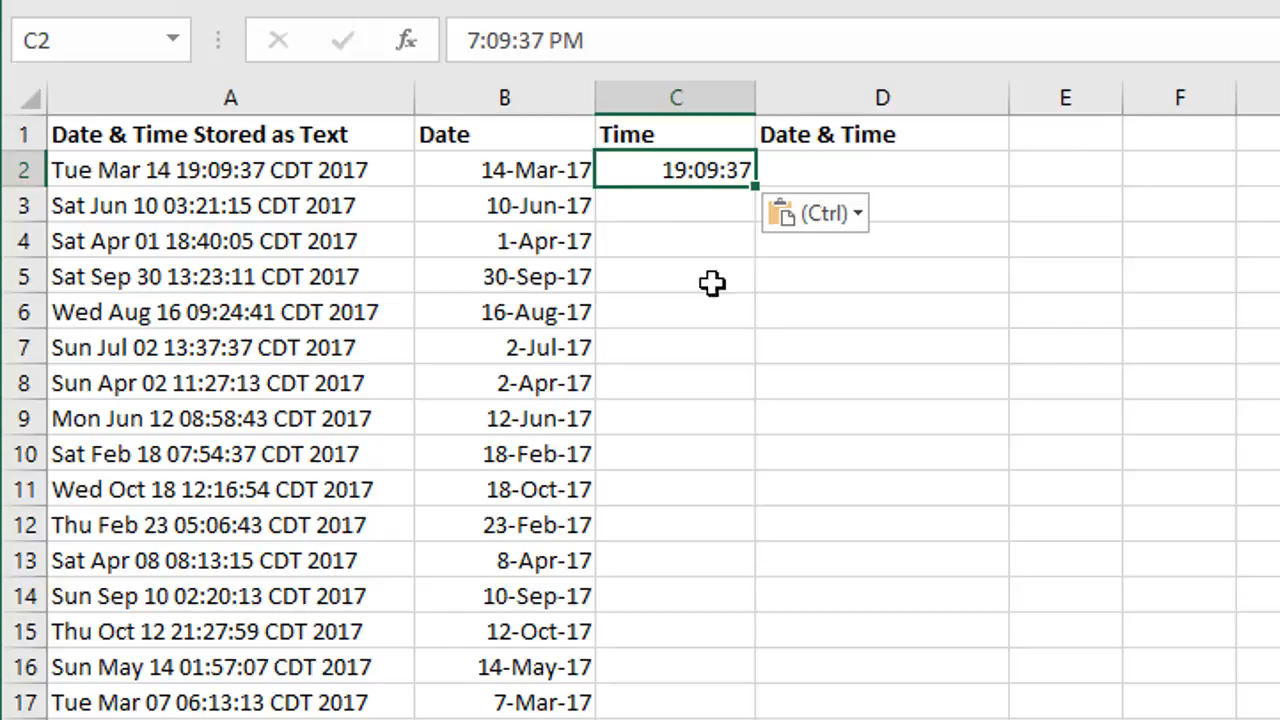 C2 fx 7:09:37 PM
A B C D E F
1 Date & Time Stored as Text Date Time Date & Time
2 Tue Mar 14 19:09:37 CDT 2017 14-Mar-17 19:09:37
3 Sat Jun 10 03:21:15 CDT 2017 10-Jun-17 (Ctrl)
4 Sat Apr 01 18:40:05 CDT 2017 1-Apr-17
5 Sat Sep 30 13:23:11 CDT 2017 30-Sep-17
6 Wed Aug 16 09:24:41 CDT 2017 16-Aug-17
7 Sun Jul 02 13:37:37 CDT 2017 2-Jul-17
8 Sun Apr 02 11:27:13 CDT 2017 2-Apr-17
9 Mon Jun 12 08:58:43 CDT 2017 12-Jun-17
10 Sat Feb 18 07:54:37 CDT 2017 18-Feb-17
11 Wed Oct 18 12:16:54 CDT 2017 18-Oct-17
12 Thu Feb 23 05:06:43 CDT 2017 23-Feb-17
13 Sat Apr 08 08:13:15 CDT 2017 8-Apr-17
14 Sun Sep 10 02:20:13 CDT 2017 10-Sep-17
15 Thu Oct 12 21:27:59 CDT 2017 12-Oct-17
16 Sun May 14 01:57:07 CDT 2017 14-May-17
17 Tue Mar 07 06:13:13 CDT 2017 7-Mar-17